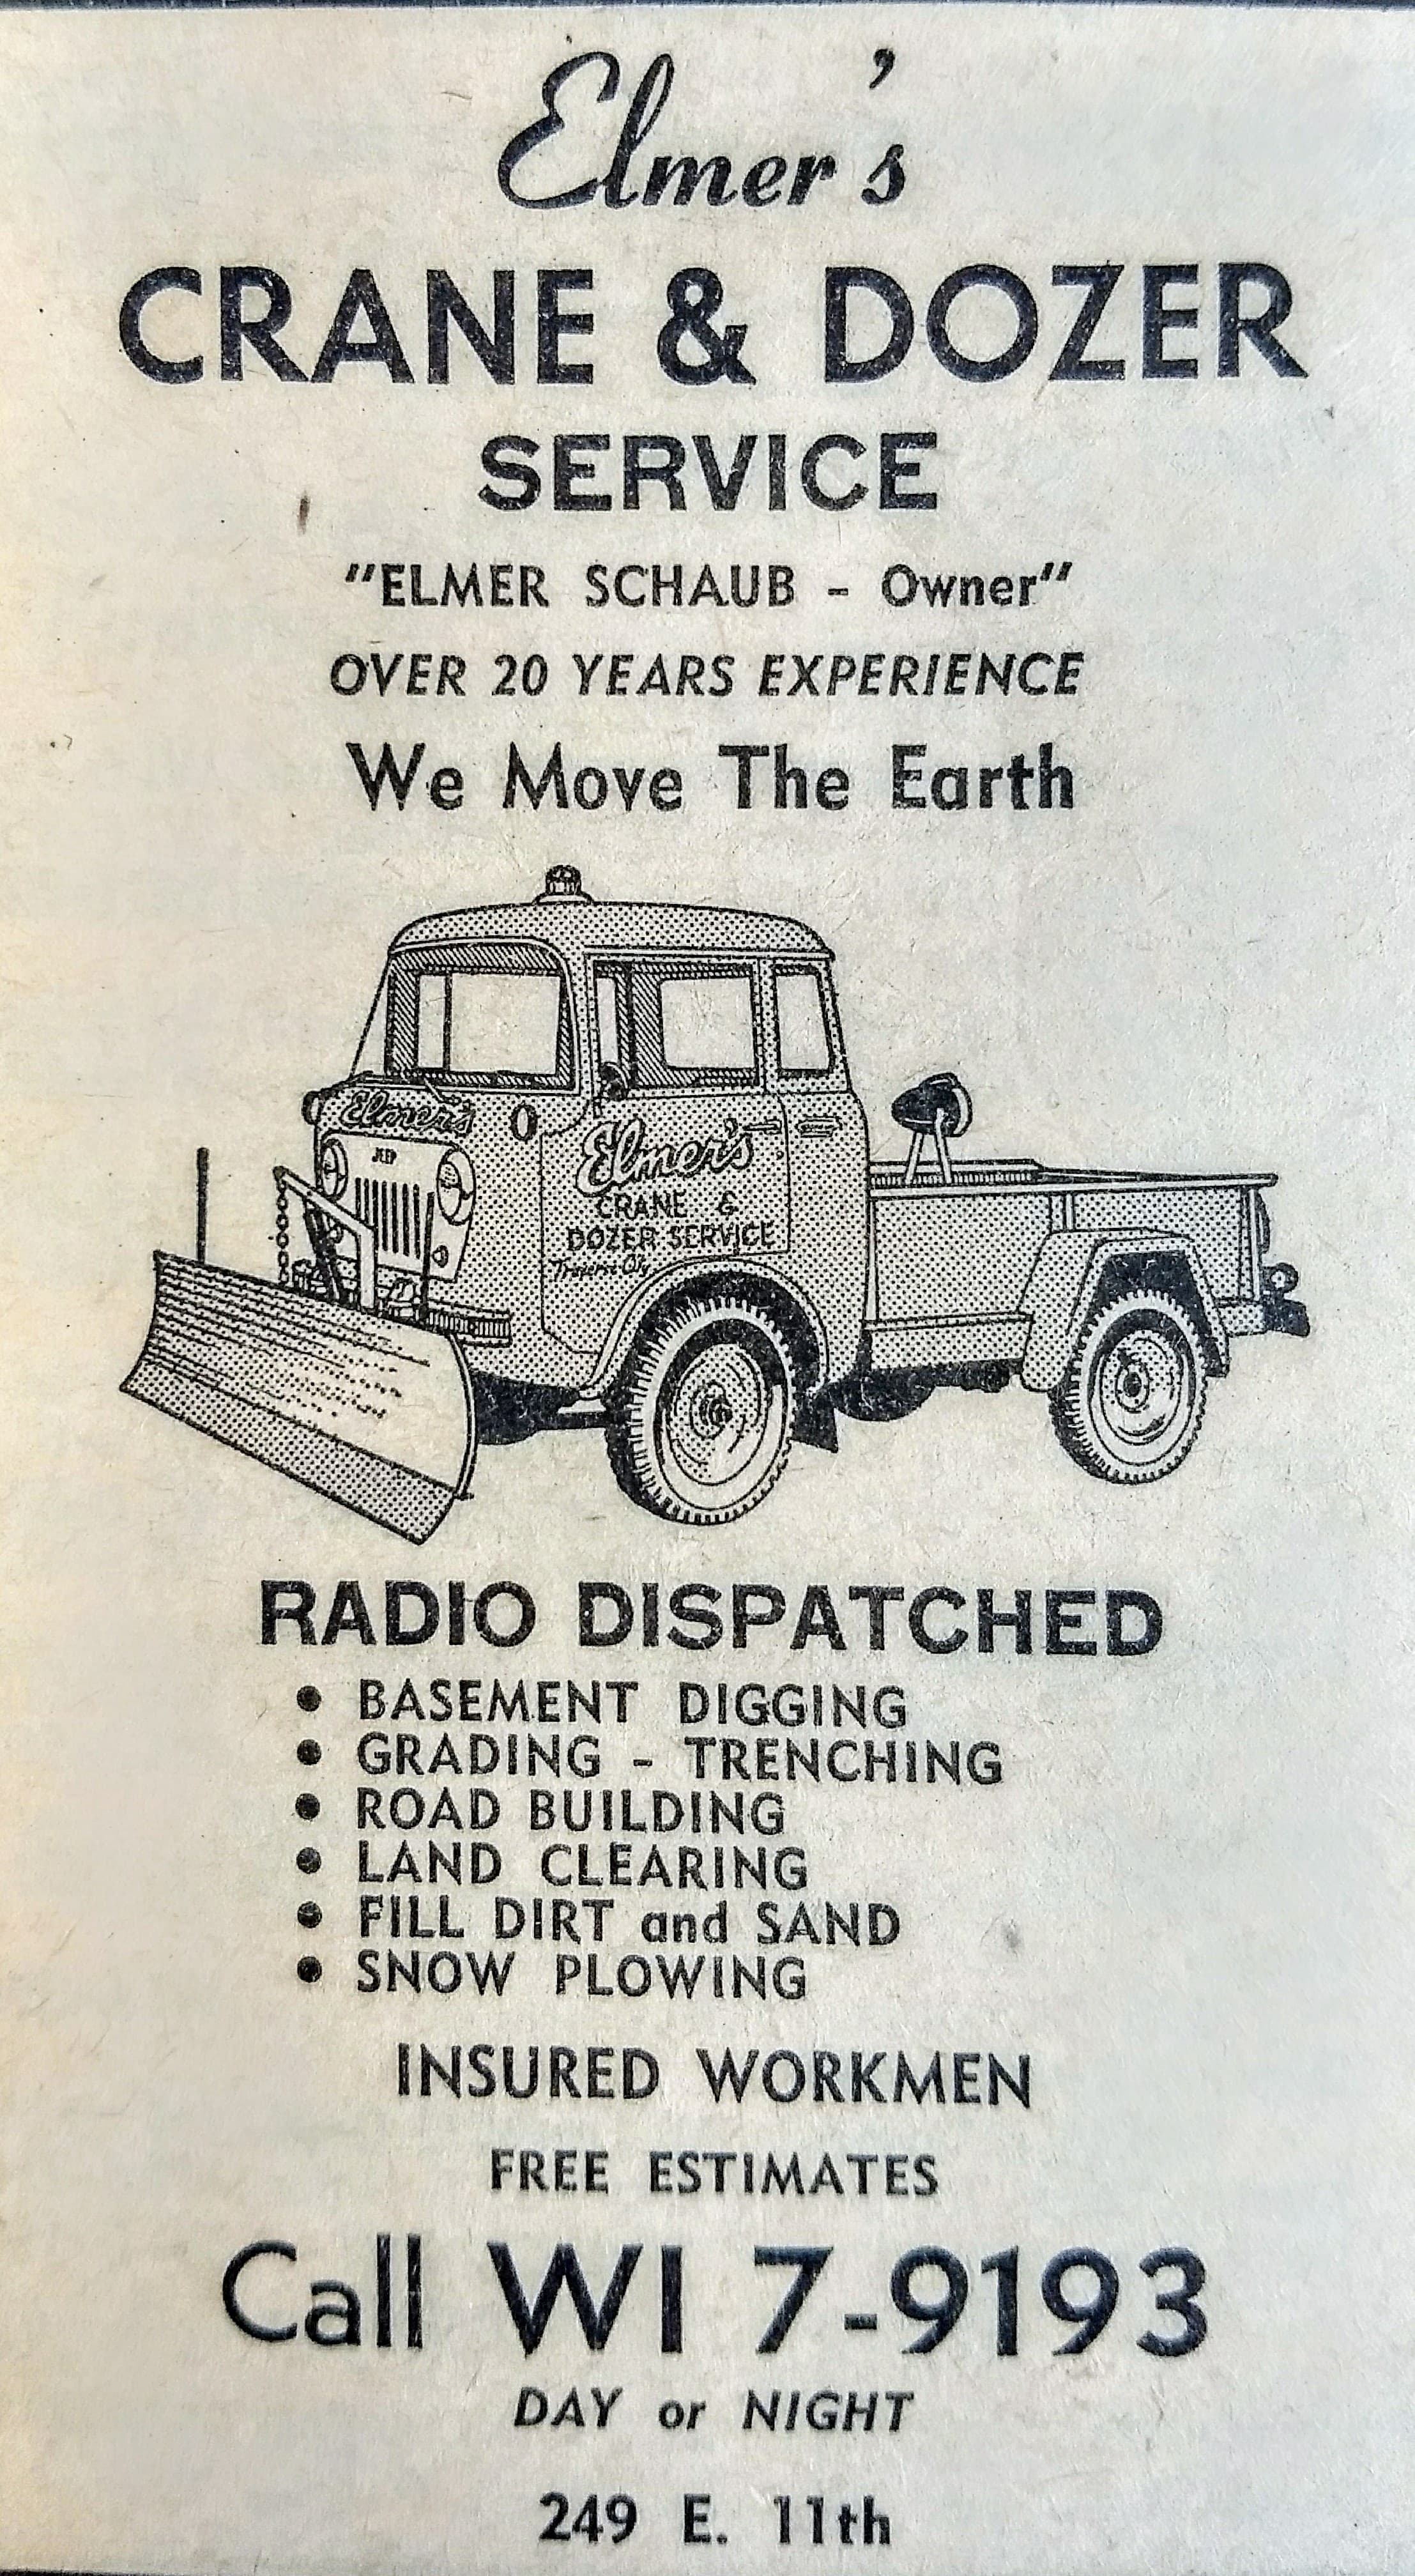 Elmer's
CRANE & DOZER
SERVICE
"ELMER SCHAUB - Owner"
OVER 20 YEARS EXPERIENCE
We Move The Earth
Elmer's
JEEP
Elmer's
CRANE &
DOZER SERVICE
Traverse City
RADIO DISPATCHED
• BASEMENT DIGGING
• GRADING - TRENCHING
• ROAD BUILDING
• LAND CLEARING
• FILL DIRT and SAND
• SNOW PLOWING
INSURED WORKMEN
FREE ESTIMATES
Call WI 7-9193
DAY or NIGHT
249 E. 11th